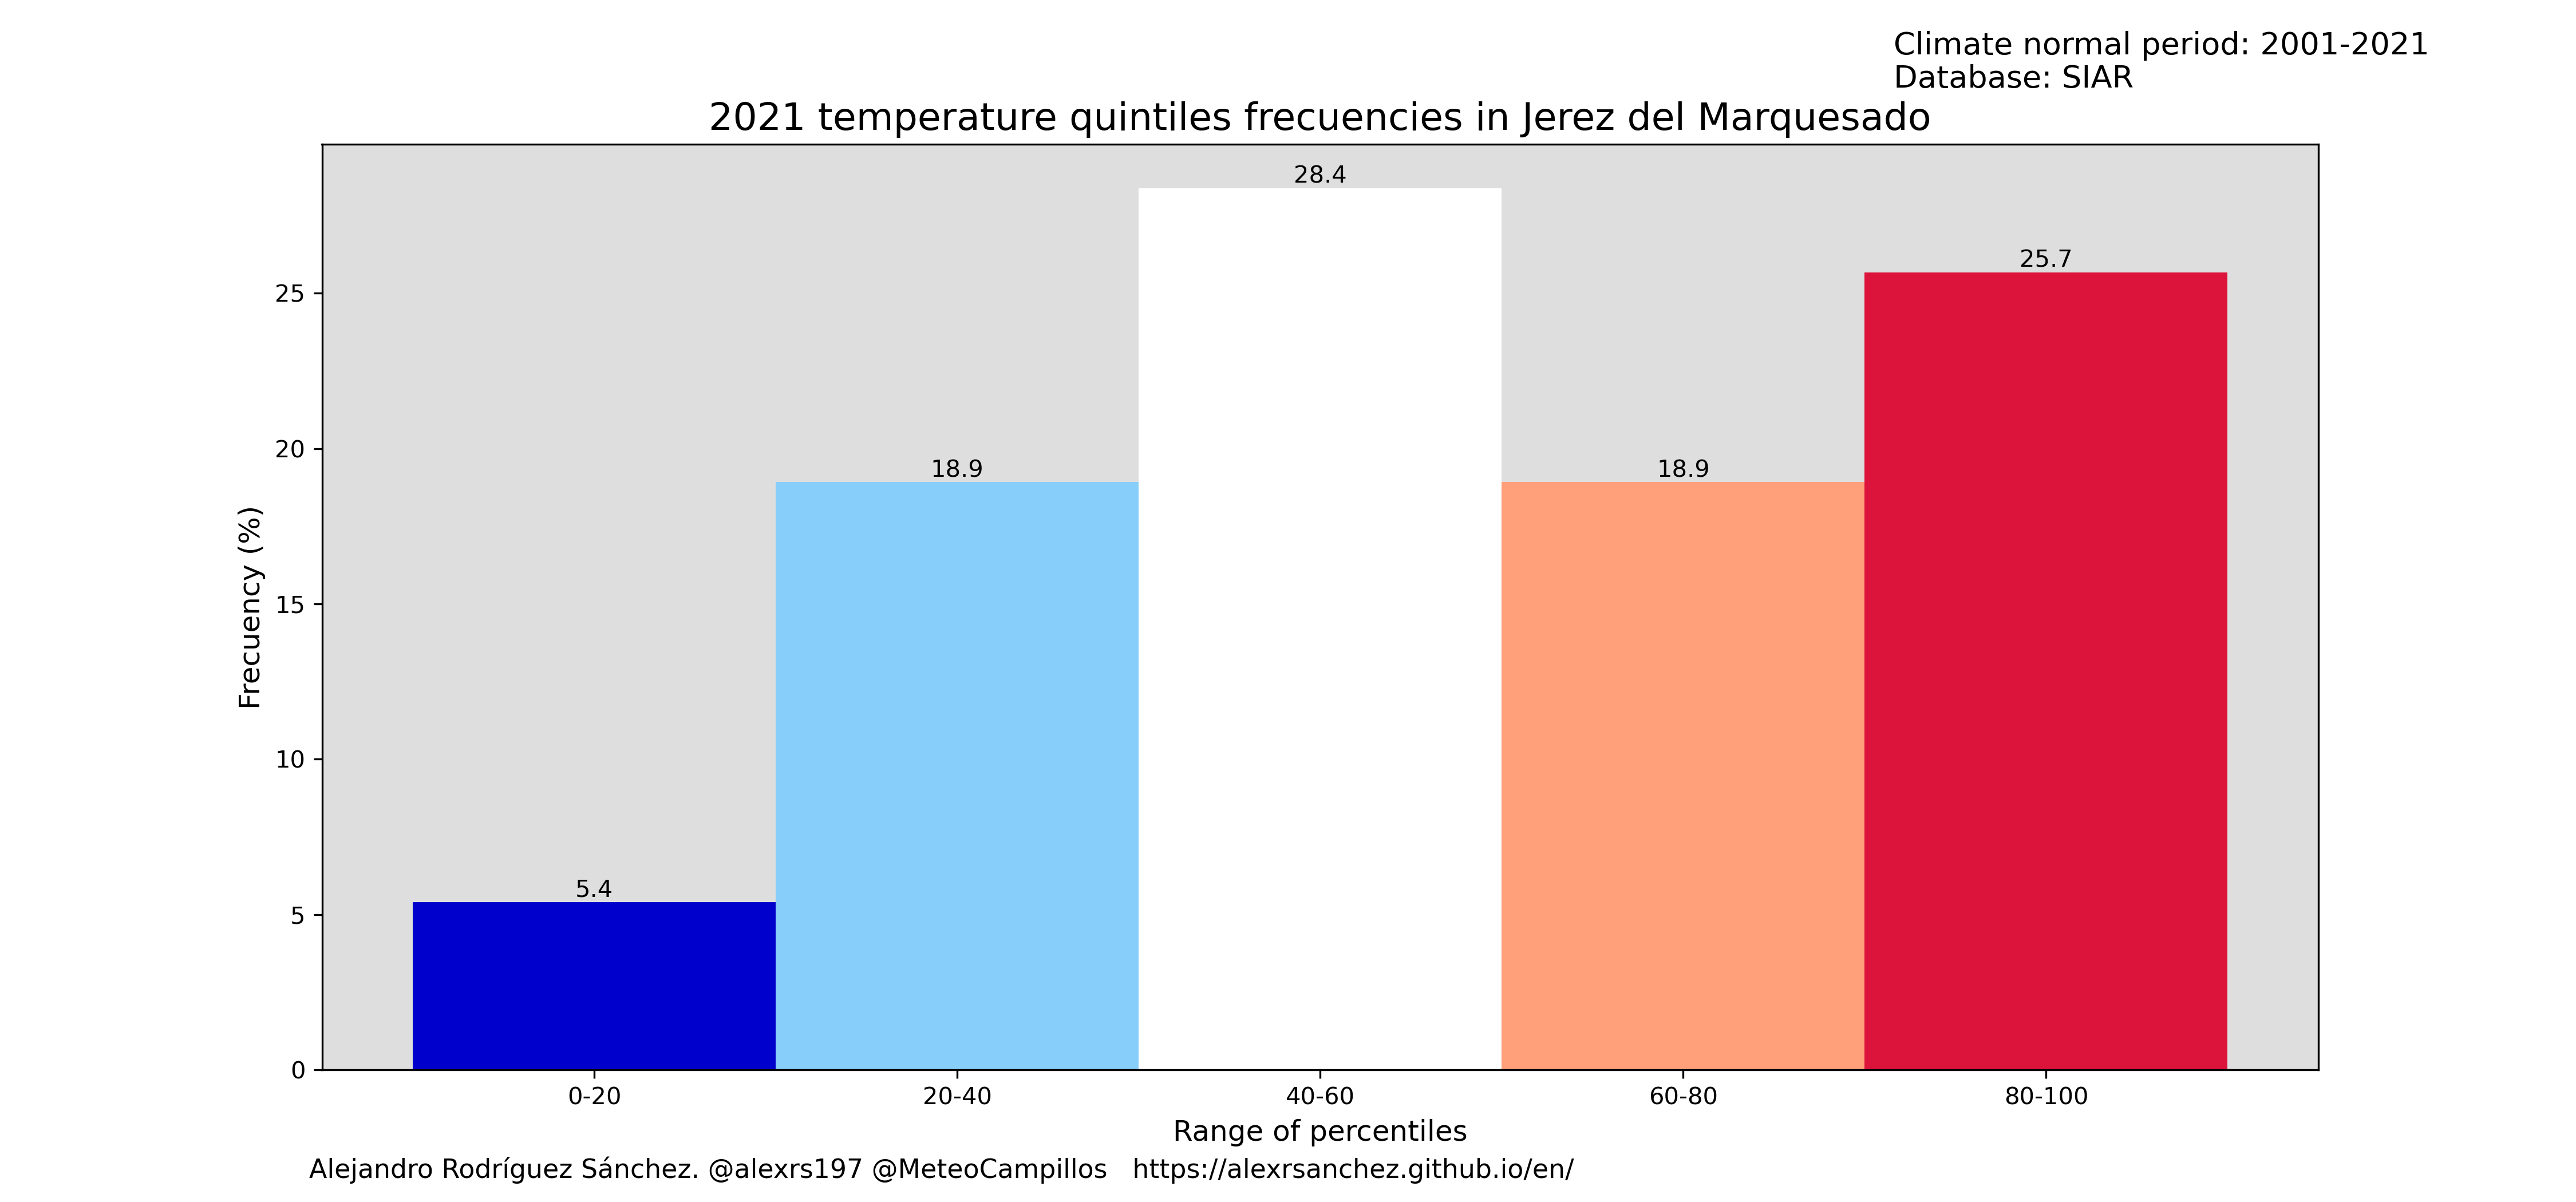 Climate normal period: 2001-2021
Database: SIAR
2021 temperature quintiles frecuencies in Jerez del Marquesado
28.4
25.7
18.9
18.9
5.4
25
20
15
10
5
0
Frecuency (%)
0-20
20-40
40-60
60-80
80-100
Range of percentiles
Alejandro Rodríguez Sánchez. @alexrs197 @MeteoCampillos   https://alexrsanchez.github.io/en/